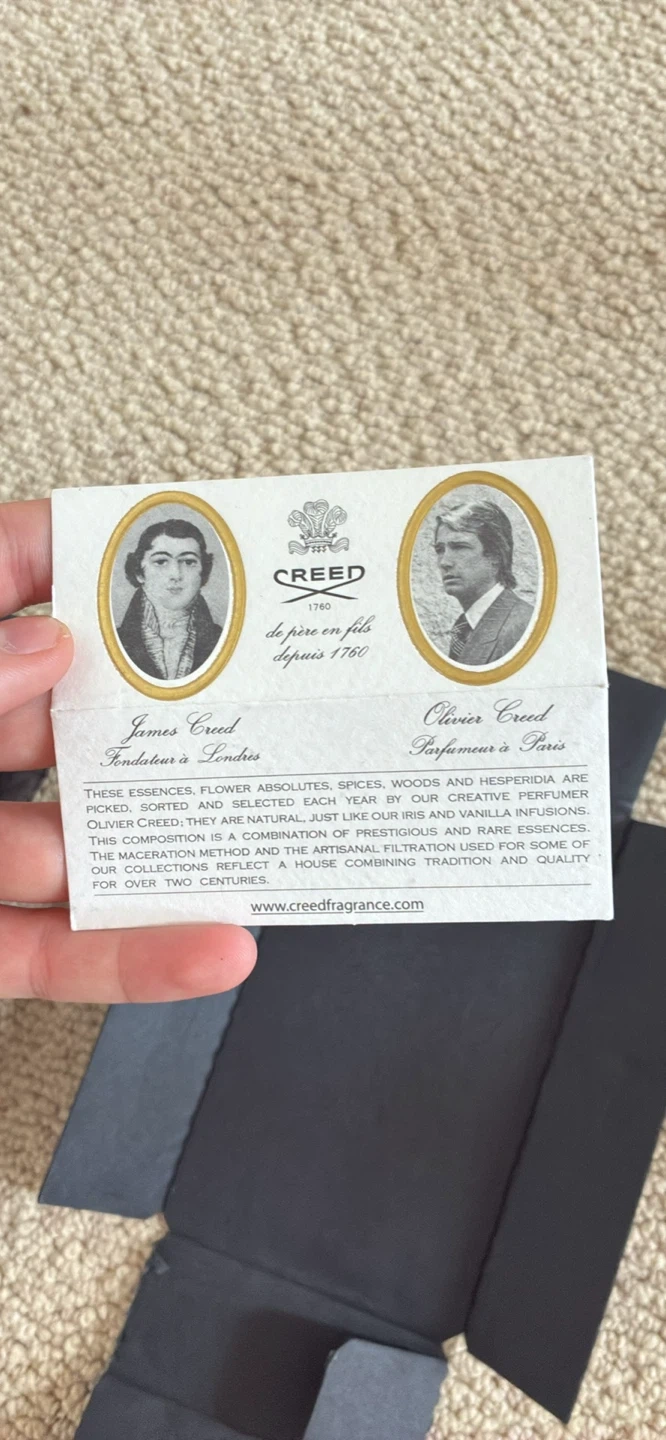 CREED
1760
de père en fils
depuis 1760
James Creed
Fondateur à Londres
Olivier Creed
Parfumeur à Paris
THESE ESSENCES, FLOWER ABSOLUTES, SPICES, WOODS AND HESPERIDIA ARE
PICKED, SORTED AND SELECTED EACH YEAR BY OUR CREATIVE PERFUMER
OLIVIER CREED; THEY ARE NATURAL, JUST LIKE OUR IRIS AND VANILLA INFUSIONS.
THIS COMPOSITION IS A COMBINATION OF PRESTIGIOUS AND RARE ESSENCES.
THE MACERATION METHOD AND THE ARTISANAL FILTRATION USED FOR SOME OF
OUR COLLECTIONS REFLECT A HOUSE COMBINING TRADITION AND QUALITY
FOR OVER TWO CENTURIES.
www.creedfragrance.com